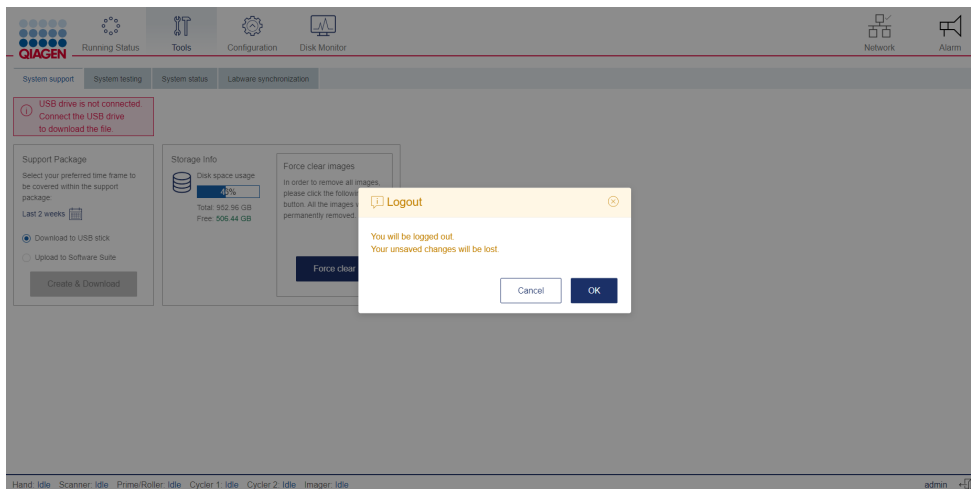 QIAGEN
Running Status
Tools
Configuration
Disk Monitor
Network
Alarm
System support
System testing
System status
Labware synchronization
USB drive is not connected.
Connect the USB drive
to download the file.
Support Package
Select your preferred time frame to
be covered within the support
package:
Last 2 weeks
Download to USB stick
Upload to Software Suite
Create & Download
Storage Info
Disk space usage
Total: 952.96 GB
Free: 506.44 GB
Force clear images
In order to remove all images,
please click the
button. All the images
permanently removed.
Force clear
Logout
You will be logged out.
Your unsaved changes will be lost.
Cancel
OK
Hand: Idle Scanner: Idle Prime/Roller: Idle Cycler 1: Idle Cycler 2: Idle Imager: Idle
admin